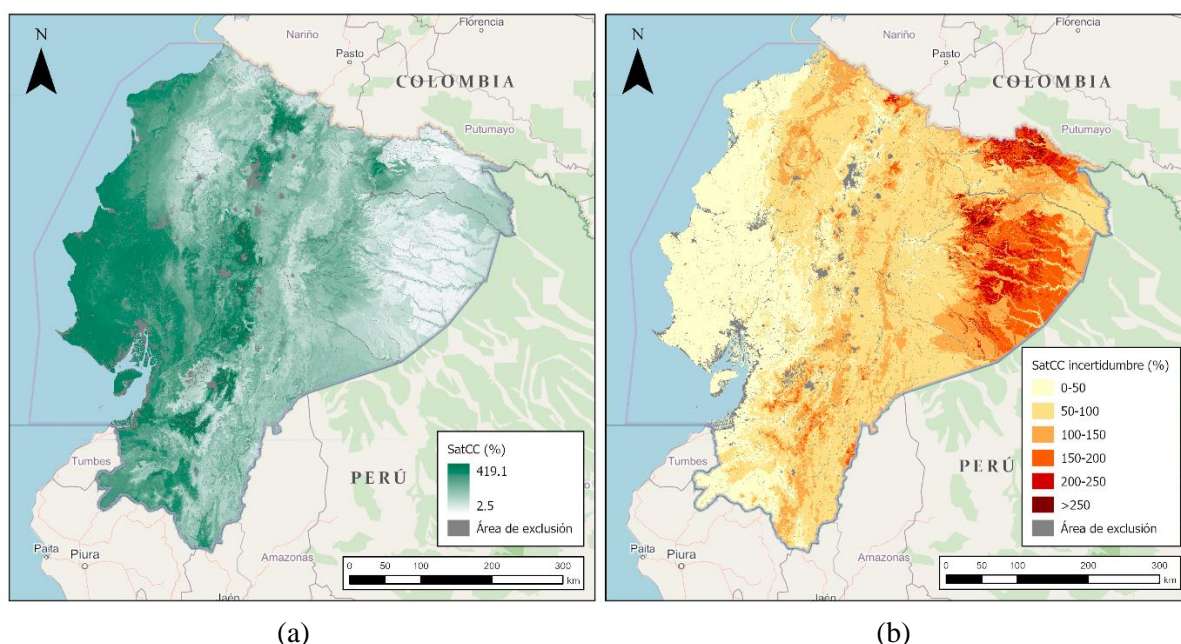 N
Nariño
Pasto
Florencia
COLOMBIA
Putumayo
Tumbes
PERÚ
Paita
Piura
Amazonas
Jaén
SatCC (%)
419.1
2.5
Área de exclusión
0 50 100 200 300
km
(a)
N
Nariño
Pasto
Florencia
COLOMBIA
Putumayo
Tumbes
PERÚ
Paita
Piura
Amazonas
Jaén
SatCC incertidumbre (%)
0-50
50-100
100-150
150-200
200-250
>250
Área de exclusión
0 50 100 200 300
km
(b)